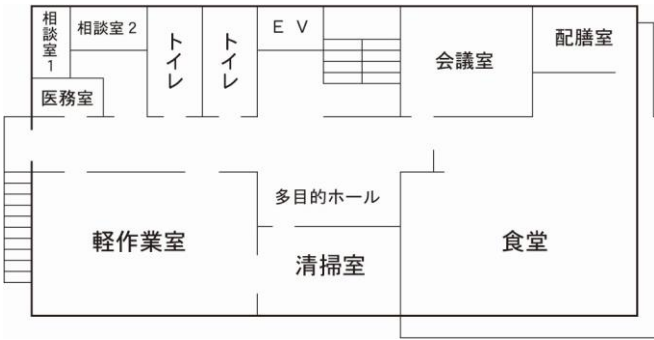 相談室1
相談室2
トイレ
トイレ
ＥＶ
会議室
配膳室
医務室
多目的ホール
軽作業室
清掃室
食堂